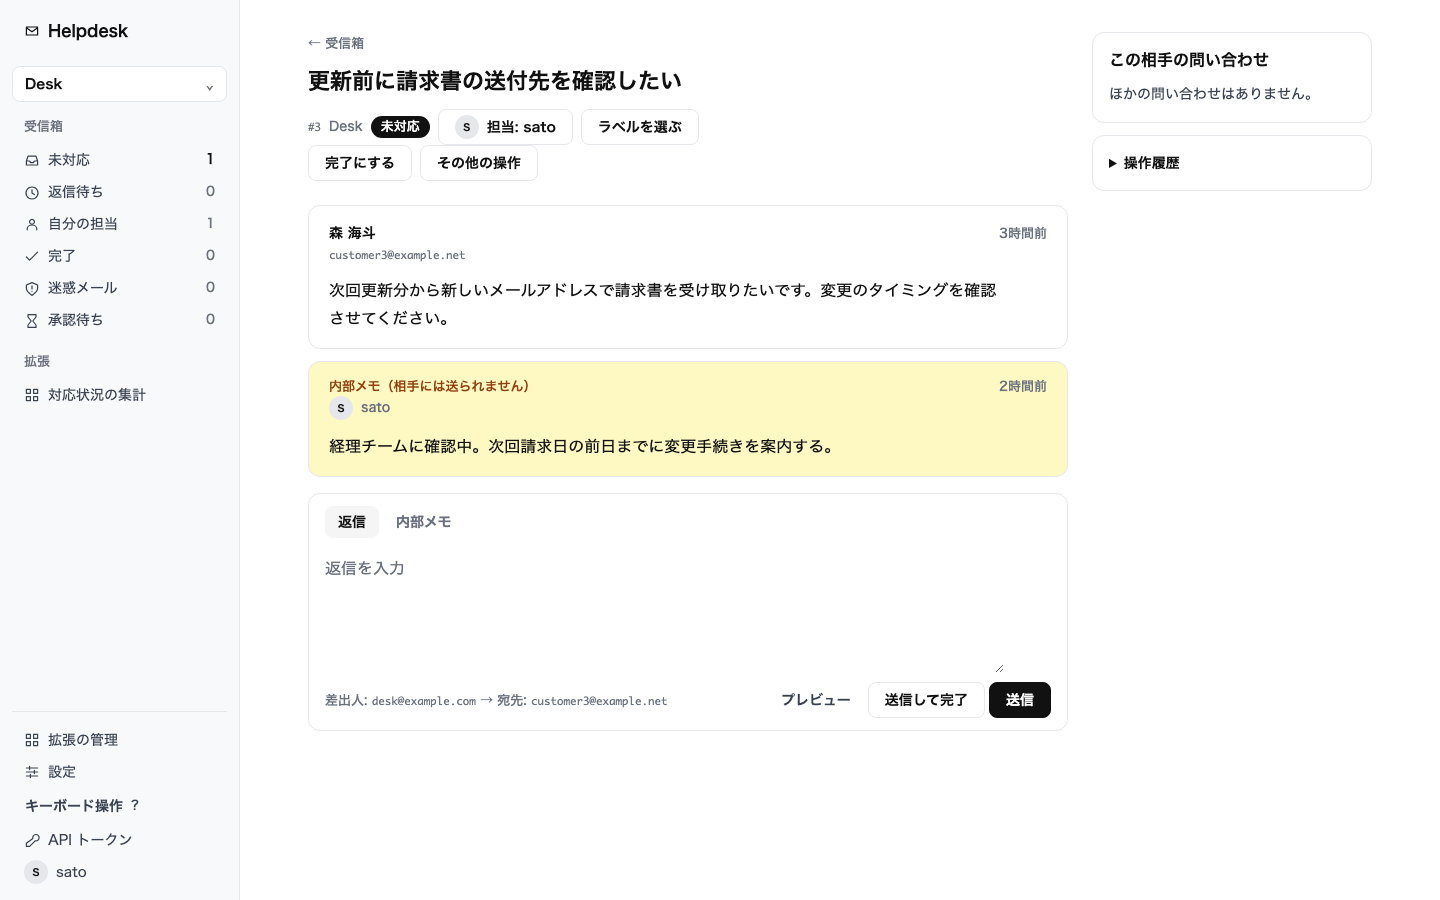 Helpdesk
Desk
受信箱
未対応 1
返信待ち 0
自分の担当 1
完了 0
迷惑メール 0
承認待ち 0
拡張
対応状況の集計
拡張の管理
設定
キーボード操作 ?
API トークン
S sato
← 受信箱
更新前に請求書の送付先を確認したい
#3 Desk 未対応 S 担当: sato ラベルを選ぶ
完了にする その他の操作
森 海斗 3時間前
customer3@example.net
次回更新分から新しいメールアドレスで請求書を受け取りたいです。変更のタイミングを確認
させてください。
内部メモ（相手には送られません） 2時間前
S sato
経理チームに確認中。次回請求日の前日までに変更手続きを案内する。
返信 内部メモ
返信を入力
差出人: desk@example.com → 宛先: customer3@example.net プレビュー 送信して完了 送信
この相手の問い合わせ
ほかの問い合わせはありません。
▶ 操作履歴